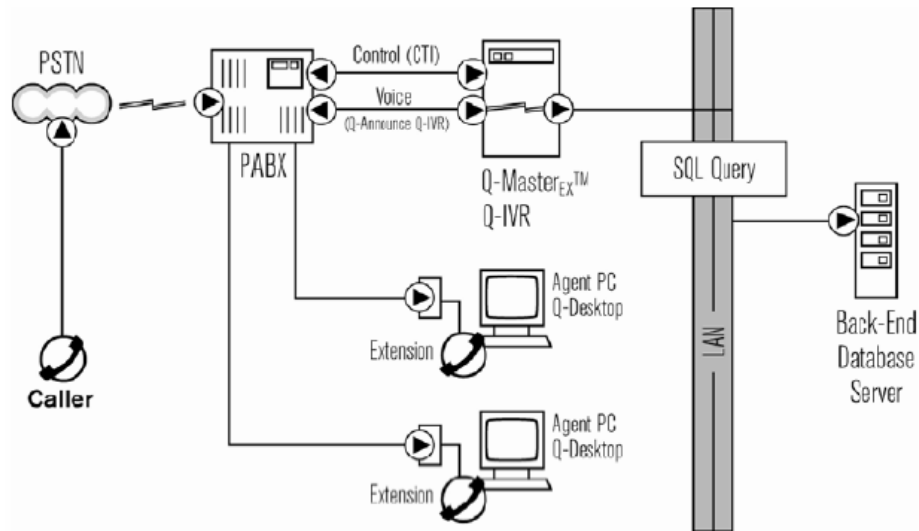 PSTN
Control (CTI)
Voice
(Q-Announce Q-IVR)
PABX
Q-MasterEX™
Q-IVR
SQL Query
Agent PC
Q-Desktop
Extension
LAN
Back-End
Database
Server
Caller
Agent PC
Q-Desktop
Extension